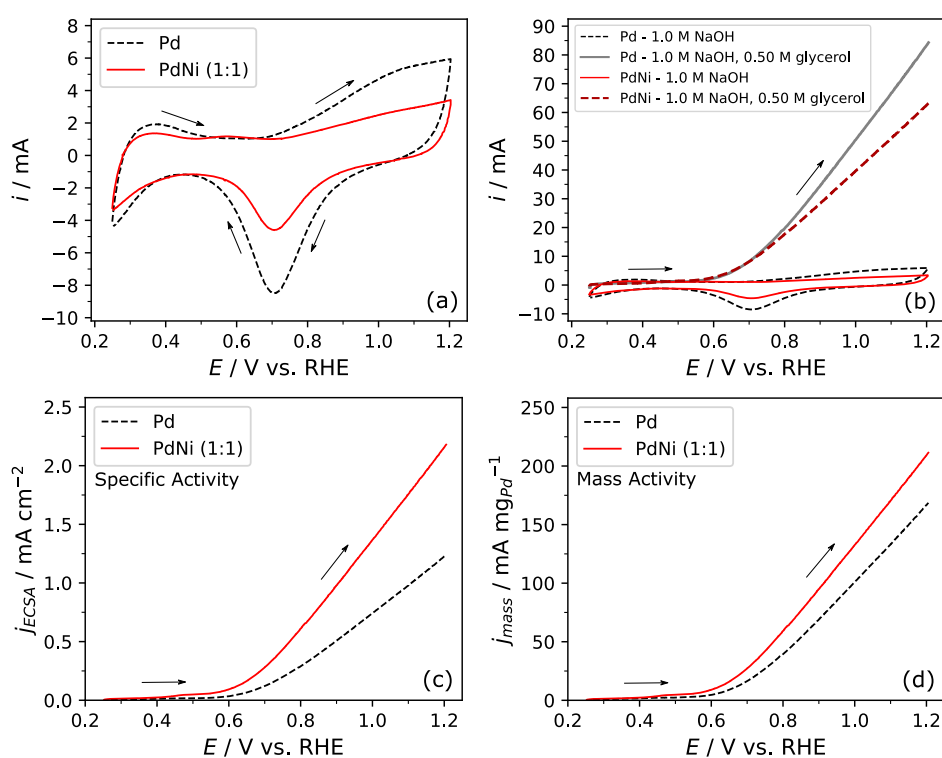 8
6
4
2
0
−2
−4
−6
−8
−10
i / mA
Pd
PdNi (1:1)
(a)
0.2 0.4 0.6 0.8 1.0 1.2
E / V vs. RHE
90
80
70
60
50
40
30
20
10
0
−10
i / mA
Pd - 1.0 M NaOH
Pd - 1.0 M NaOH, 0.50 M glycerol
PdNi - 1.0 M NaOH
PdNi - 1.0 M NaOH, 0.50 M glycerol
(b)
0.2 0.4 0.6 0.8 1.0 1.2
E / V vs. RHE
2.5
2.0
1.5
1.0
0.5
0.0
j_ECSA / mA cm⁻²
Pd
PdNi (1:1)
Specific Activity
(c)
0.2 0.4 0.6 0.8 1.0 1.2
E / V vs. RHE
250
200
150
100
50
0
j_mass / mA mg_Pd⁻¹
Pd
PdNi (1:1)
Mass Activity
(d)
0.2 0.4 0.6 0.8 1.0 1.2
E / V vs. RHE